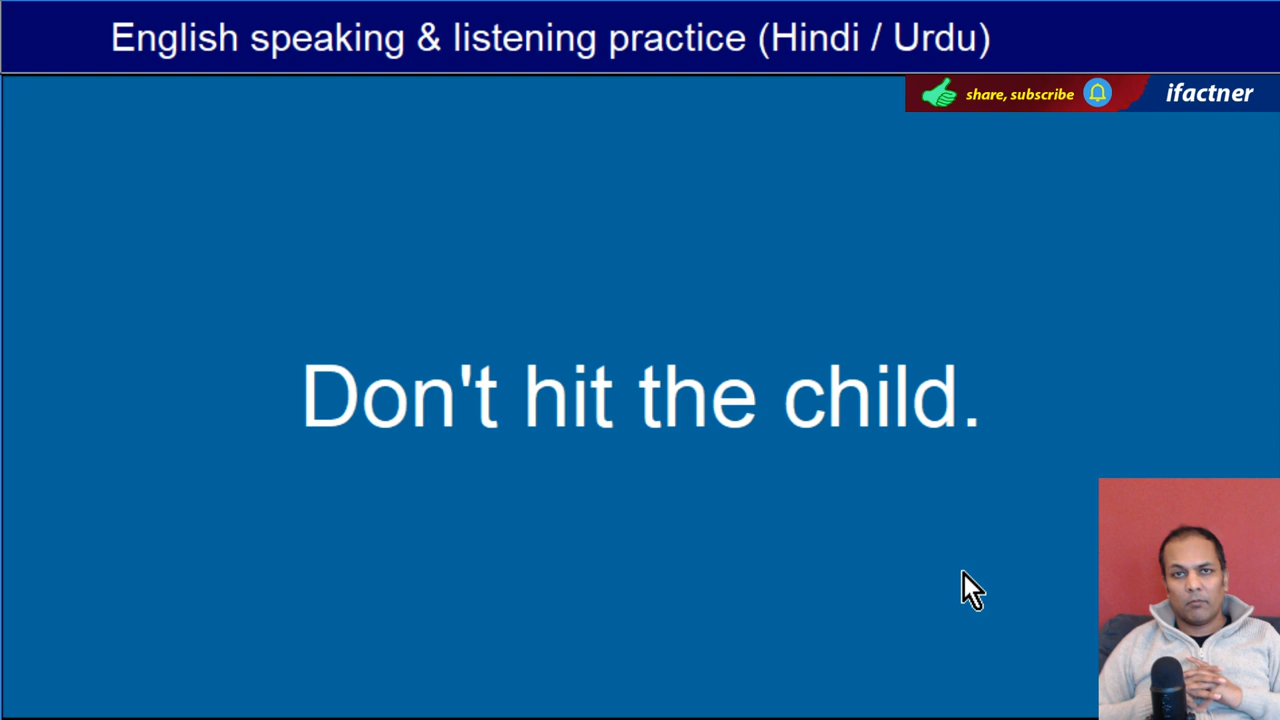 English speaking & listening practice (Hindi / Urdu)
share, subscribe
ifactner
Don't hit the child.